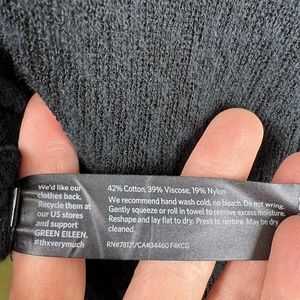 We'd like our
clothes back.
Recycle them at
our US stores
and support
GREEN EILEEN.
#thxverymuch
42% Cotton, 39% Viscose, 19% Nylon
We recommend hand wash cold, no bleach. Do not wring.
Gently squeeze or roll in towel to remove excess moisture.
Reshape and lay flat to dry. Press to restore. May be dry
cleaned.
RN#78121/CA#34460 F4KCG